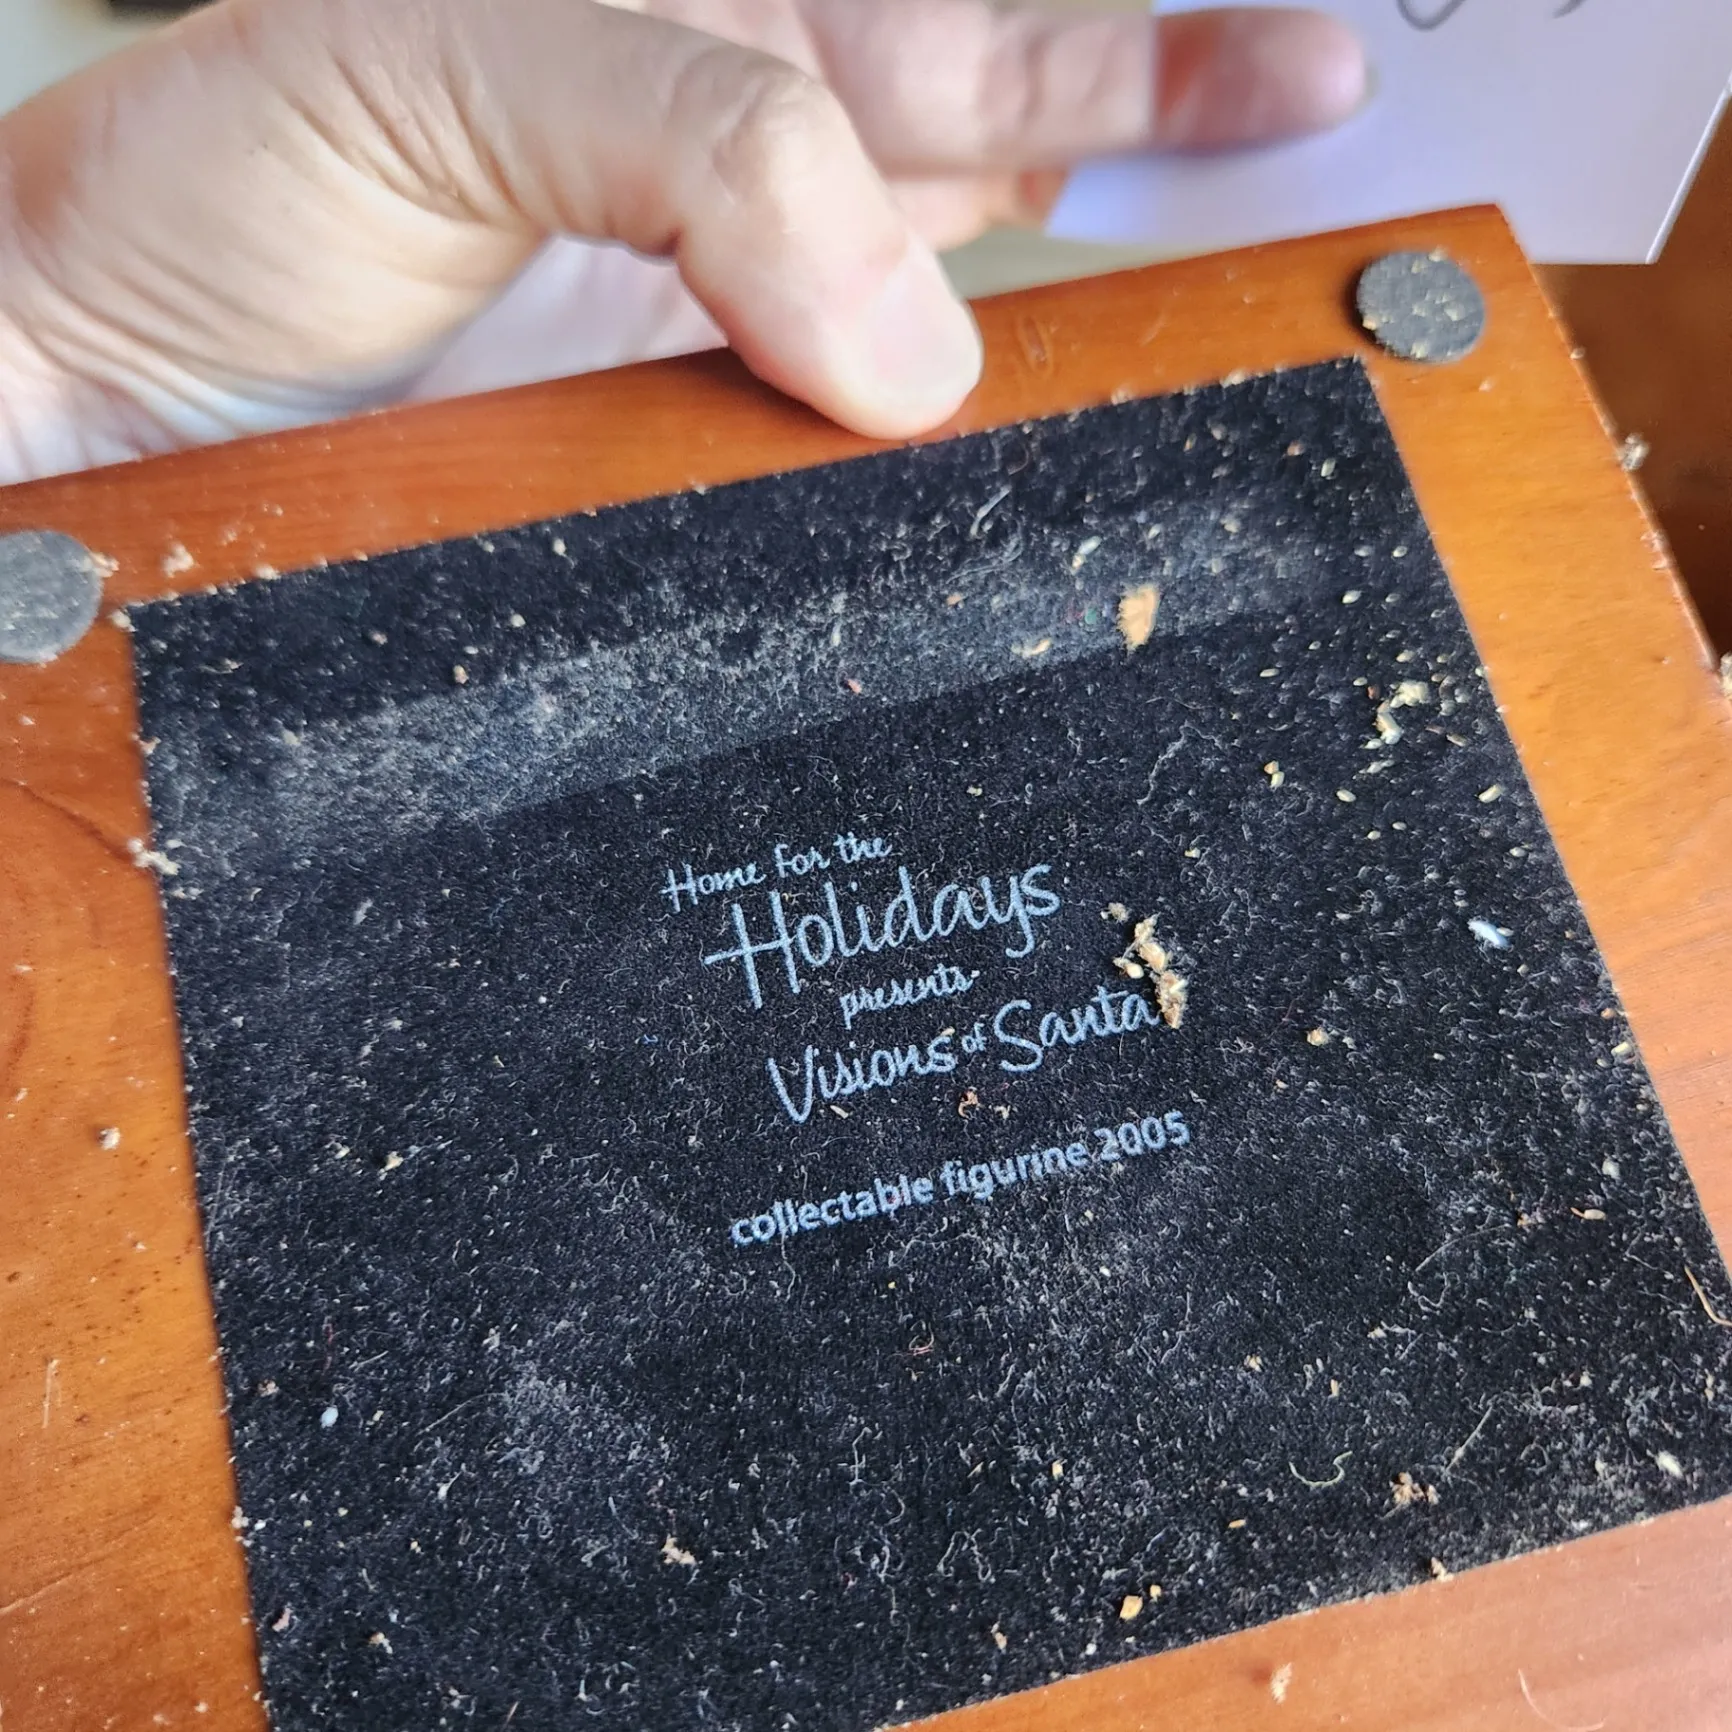 Home for the
Holidays
presents
Visions of Santa
collectable figurine 2005